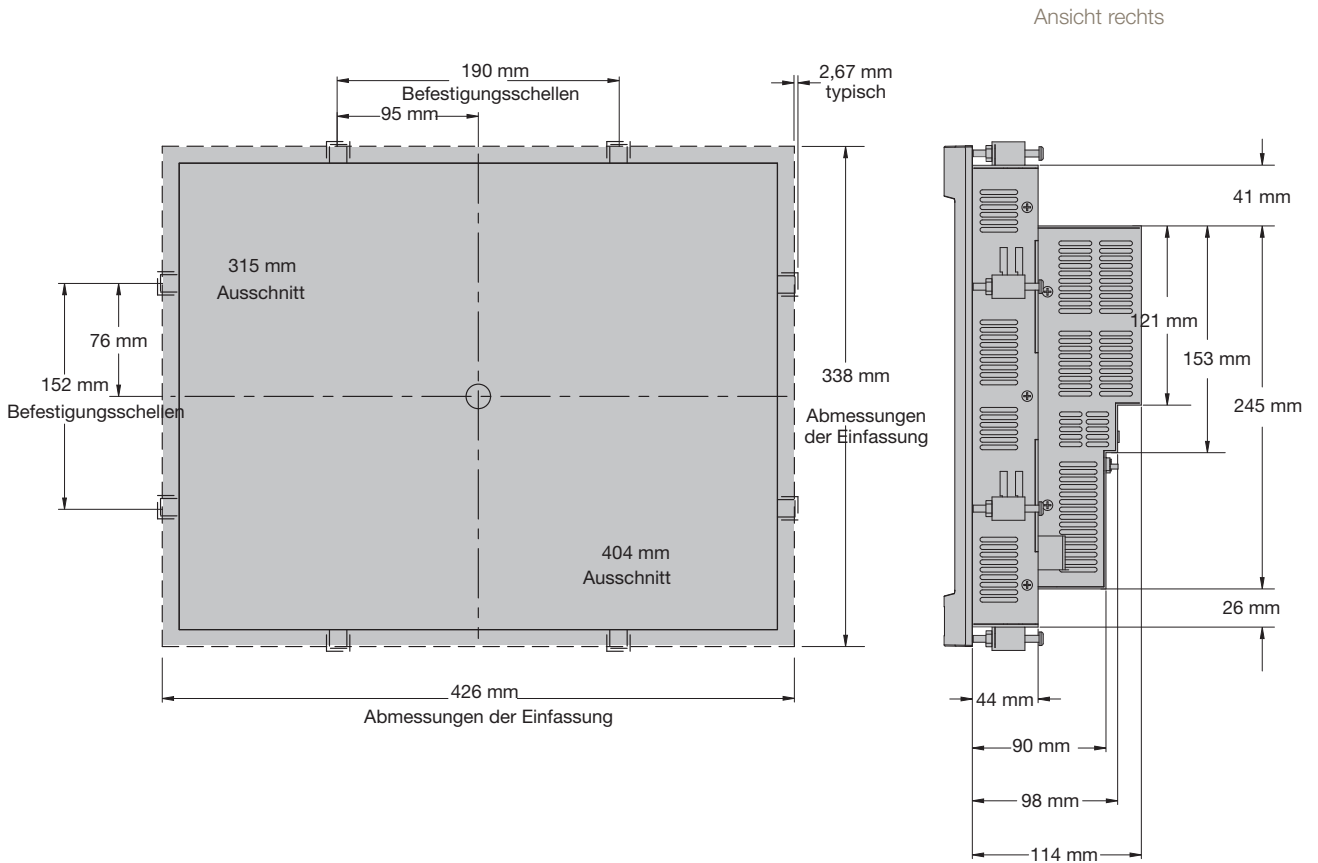 Ansicht rechts
190 mm
Befestigungsschellen
95 mm
2,67 mm
typisch
41 mm
315 mm
Ausschnitt
76 mm
152 mm
Befestigungsschellen
338 mm
Abmessungen
der Einfassung
121 mm
153 mm
245 mm
404 mm
Ausschnitt
26 mm
426 mm
Abmessungen der Einfassung
44 mm
90 mm
98 mm
114 mm